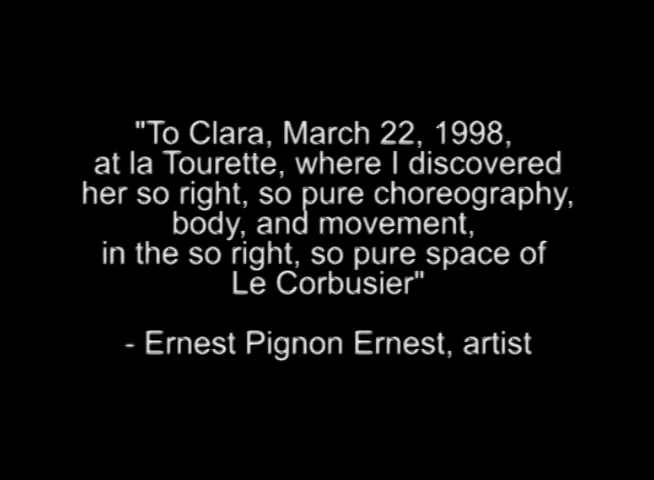 "To Clara, March 22, 1998,
at la Tourette, where I discovered
her so right, so pure choreography,
body, and movement,
in the so right, so pure space of
Le Corbusier"
- Ernest Pignon Ernest, artist